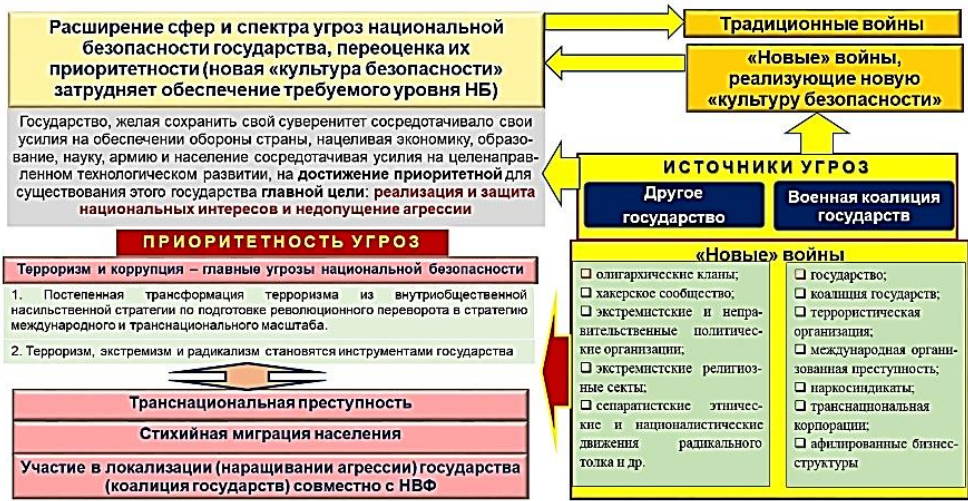 Расширение сфер и спектра угроз национальной
безопасности государства, переоценка их
приоритетности (новая «культура безопасности»
затрудняет обеспечение требуемого уровня НБ)
Государство, желая сохранить свой суверенитет сосредотачивало свои
усилия на обеспечении обороны страны, нацеливая экономику, образо-
вание, науку, армию и население сосредотачивая усилия на целенаправ-
ленном технологическом развитии, на достижение приоритетной для
существования этого государства главной цели: реализация и защита
национальных интересов и недопущение агрессии
ПРИОРИТЕТНОСТЬ УГРОЗ
Терроризм и коррупция – главные угрозы национальной безопасности
1. Постепенная трансформация терроризма из внутриобщественной
насильственной стратегии по подготовке революционного переворота в стратегию
международного и транснационального масштаба.
2. Терроризм, экстремизм и радикализм становятся инструментами государства
Транснациональная преступность
Стихийная миграция населения
Участие в локализации (наращивании агрессии) государства
(коалиция государств) совместно с НВФ
Традиционные войны
«Новые» войны,
реализующие новую
«культуру безопасности»
ИСТОЧНИКИ УГРОЗ
Другое
государство
Военная коалиция
государств
«Новые» войны
❑ олигархические кланы;
❑ хакерское сообщество;
❑ экстремистские и непра-
вительственные политичес-
кие организации;
❑ экстремистские религиоз-
ные секты;
❑ сепаратистские этничес-
кие и националистические
движения радикального
толка и др.
❑ государство;
❑ коалиция государств;
❑ террористическая
организация;
❑ международная органи-
зованная преступность;
❑ наркосиндикаты;
❑ транснациональная
корпорации;
❑ афилированные бизнес-
структуры